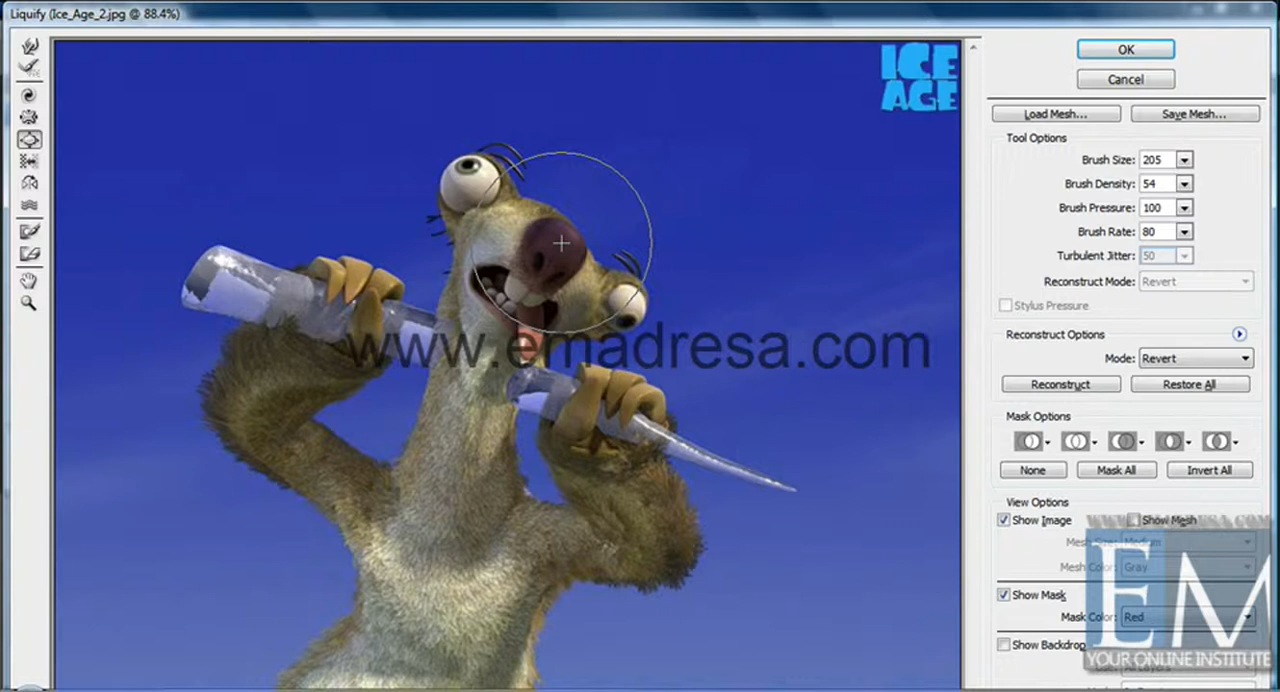 Liquify (Ice_Age_2.jpg @ 88.4%)
ICE
AGE
www.emadresa.com
OK
Cancel
Load Mesh...
Save Mesh...
Tool Options
Brush Size: 205
Brush Density: 54
Brush Pressure: 100
Brush Rate: 80
Turbulent Jitter: 50
Reconstruct Mode: Revert
Stylus Pressure
Reconstruct Options
Mode: Revert
Reconstruct
Restore All
Mask Options
None
Mask All
Invert All
View Options
Show Image
Show Mesh
Mesh Size: Medium
Mesh Color: Gray
Show Mask
Mask Color: Red
Show Backdrop
EM
YOUR ONLINE INSTITUTE